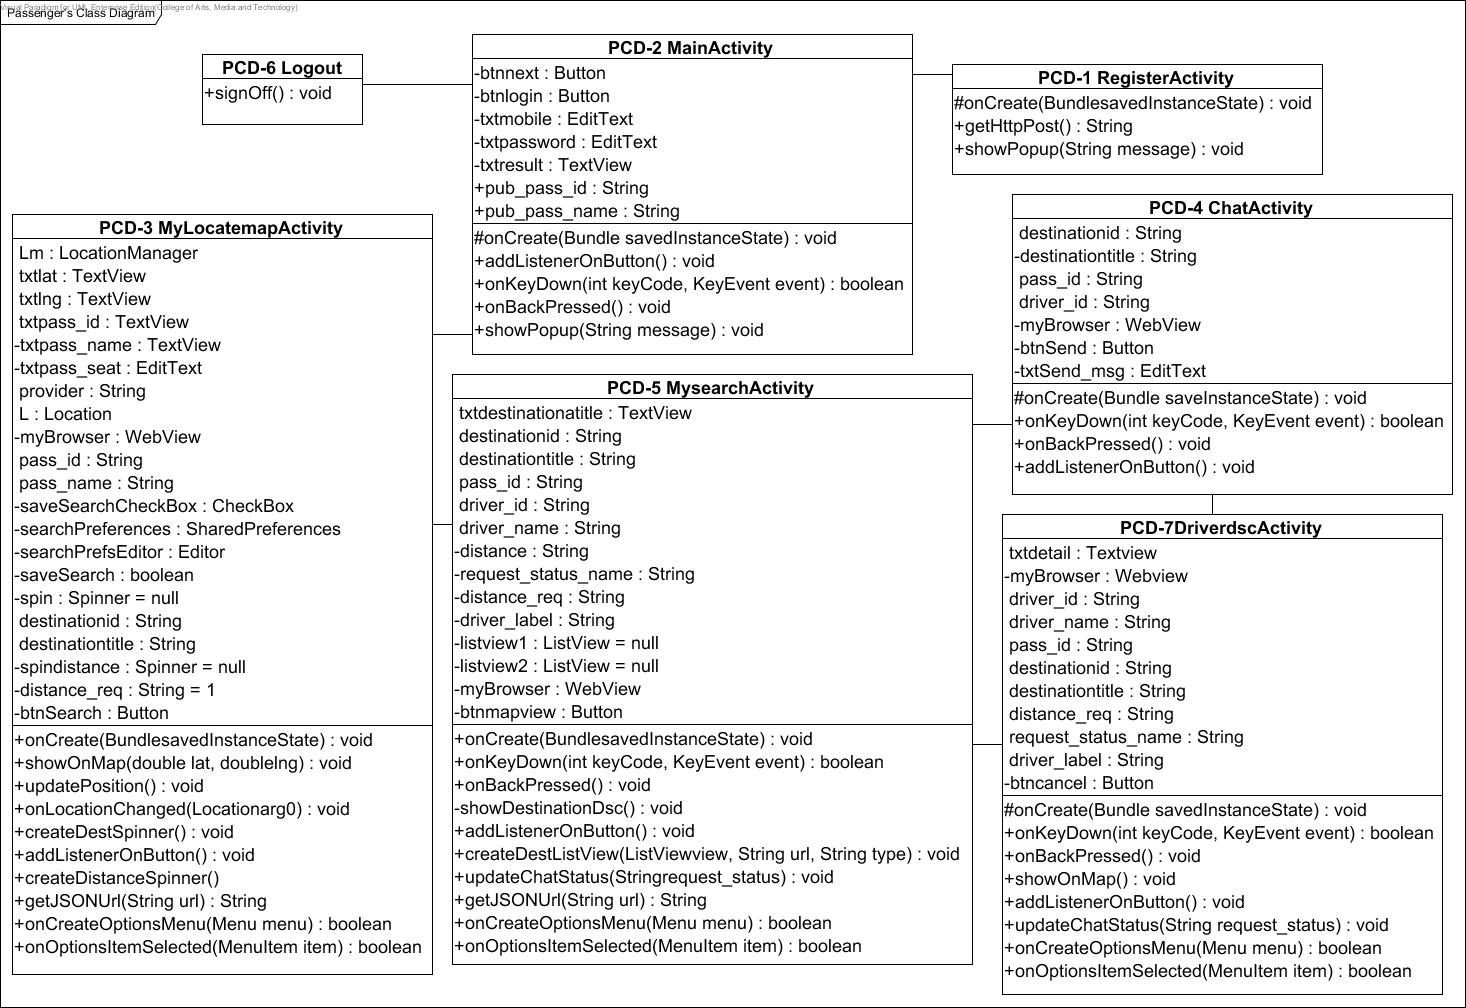 Visual Paradigm for UML Enterprise Edition(College of Arts, Media and Technology)
Passenger's Class Diagram
PCD-6 Logout
+signOff() : void
PCD-2 MainActivity
-btnnext : Button
-btnlogin : Button
-txtmobile : EditText
-txtpassword : EditText
-txtresult : TextView
+pub_pass_id : String
+pub_pass_name : String
#onCreate(Bundle savedInstanceState) : void
+addListenerOnButton() : void
+onKeyDown(int keyCode, KeyEvent event) : boolean
+onBackPressed() : void
+showPopup(String message) : void
PCD-1 RegisterActivity
#onCreate(BundlesavedInstanceState) : void
+getHttpPost() : String
+showPopup(String message) : void
PCD-3 MyLocatemapActivity
Lm : LocationManager
txtlat : TextView
txtlng : TextView
txtpass_id : TextView
-txtpass_name : TextView
-txtpass_seat : EditText
provider : String
L : Location
-myBrowser : WebView
pass_id : String
pass_name : String
-saveSearchCheckBox : CheckBox
-searchPreferences : SharedPreferences
-searchPrefsEditor : Editor
-saveSearch : boolean
-spin : Spinner = null
destinationid : String
destinationtitle : String
-spindistance : Spinner = null
-distance_req : String = 1
-btnSearch : Button
+onCreate(BundlesavedInstanceState) : void
+showOnMap(double lat, doublelng) : void
+updatePosition() : void
+onLocationChanged(Locationarg0) : void
+createDestSpinner() : void
+addListenerOnButton() : void
+createDistanceSpinner()
+getJSONUrl(String url) : String
+onCreateOptionsMenu(Menu menu) : boolean
+onOptionsItemSelected(MenuItem item) : boolean
PCD-5 MysearchActivity
txtdestinationatitle : TextView
destinationid : String
destinationtitle : String
pass_id : String
driver_id : String
driver_name : String
-distance : String
-request_status_name : String
-distance_req : String
-driver_label : String
-listview1 : ListView = null
-listview2 : ListView = null
-myBrowser : WebView
-btnmapview : Button
+onCreate(BundlesavedInstanceState) : void
+onKeyDown(int keyCode, KeyEvent event) : boolean
+onBackPressed() : void
-showDestinationDsc() : void
+addListenerOnButton() : void
+createDestListView(ListViewview, String url, String type) : void
+updateChatStatus(Stringrequest_status) : void
+getJSONUrl(String url) : String
+onCreateOptionsMenu(Menu menu) : boolean
+onOptionsItemSelected(MenuItem item) : boolean
PCD-4 ChatActivity
destinationid : String
-destinationtitle : String
pass_id : String
driver_id : String
-myBrowser : WebView
-btnSend : Button
-txtSend_msg : EditText
#onCreate(Bundle saveInstanceState) : void
+onKeyDown(int keyCode, KeyEvent event) : boolean
+onBackPressed() : void
+addListenerOnButton() : void
PCD-7DriverdscActivity
txtdetail : Textview
-myBrowser : Webview
driver_id : String
driver_name : String
pass_id : String
destinationid : String
destinationtitle : String
distance_req : String
request_status_name : String
driver_label : String
-btncancel : Button
#onCreate(Bundle savedInstanceState) : void
+onKeyDown(int keyCode, KeyEvent event) : boolean
+onBackPressed() : void
+showOnMap() : void
+addListenerOnButton() : void
+updateChatStatus(String request_status) : void
+onCreateOptionsMenu(Menu menu) : boolean
+onOptionsItemSelected(MenuItem item) : boolean